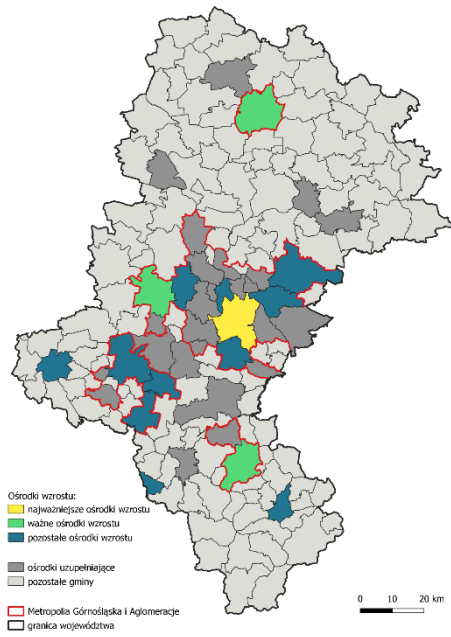 Ośrodki wzrostu:
najważniejsze ośrodki wzrostu
ważne ośrodki wzrostu
pozostałe ośrodki wzrostu
ośrodki uzupełniające
pozostałe gminy
Metropolia Górnośląska i Aglomeracje
granica województwa
0 10 20 km